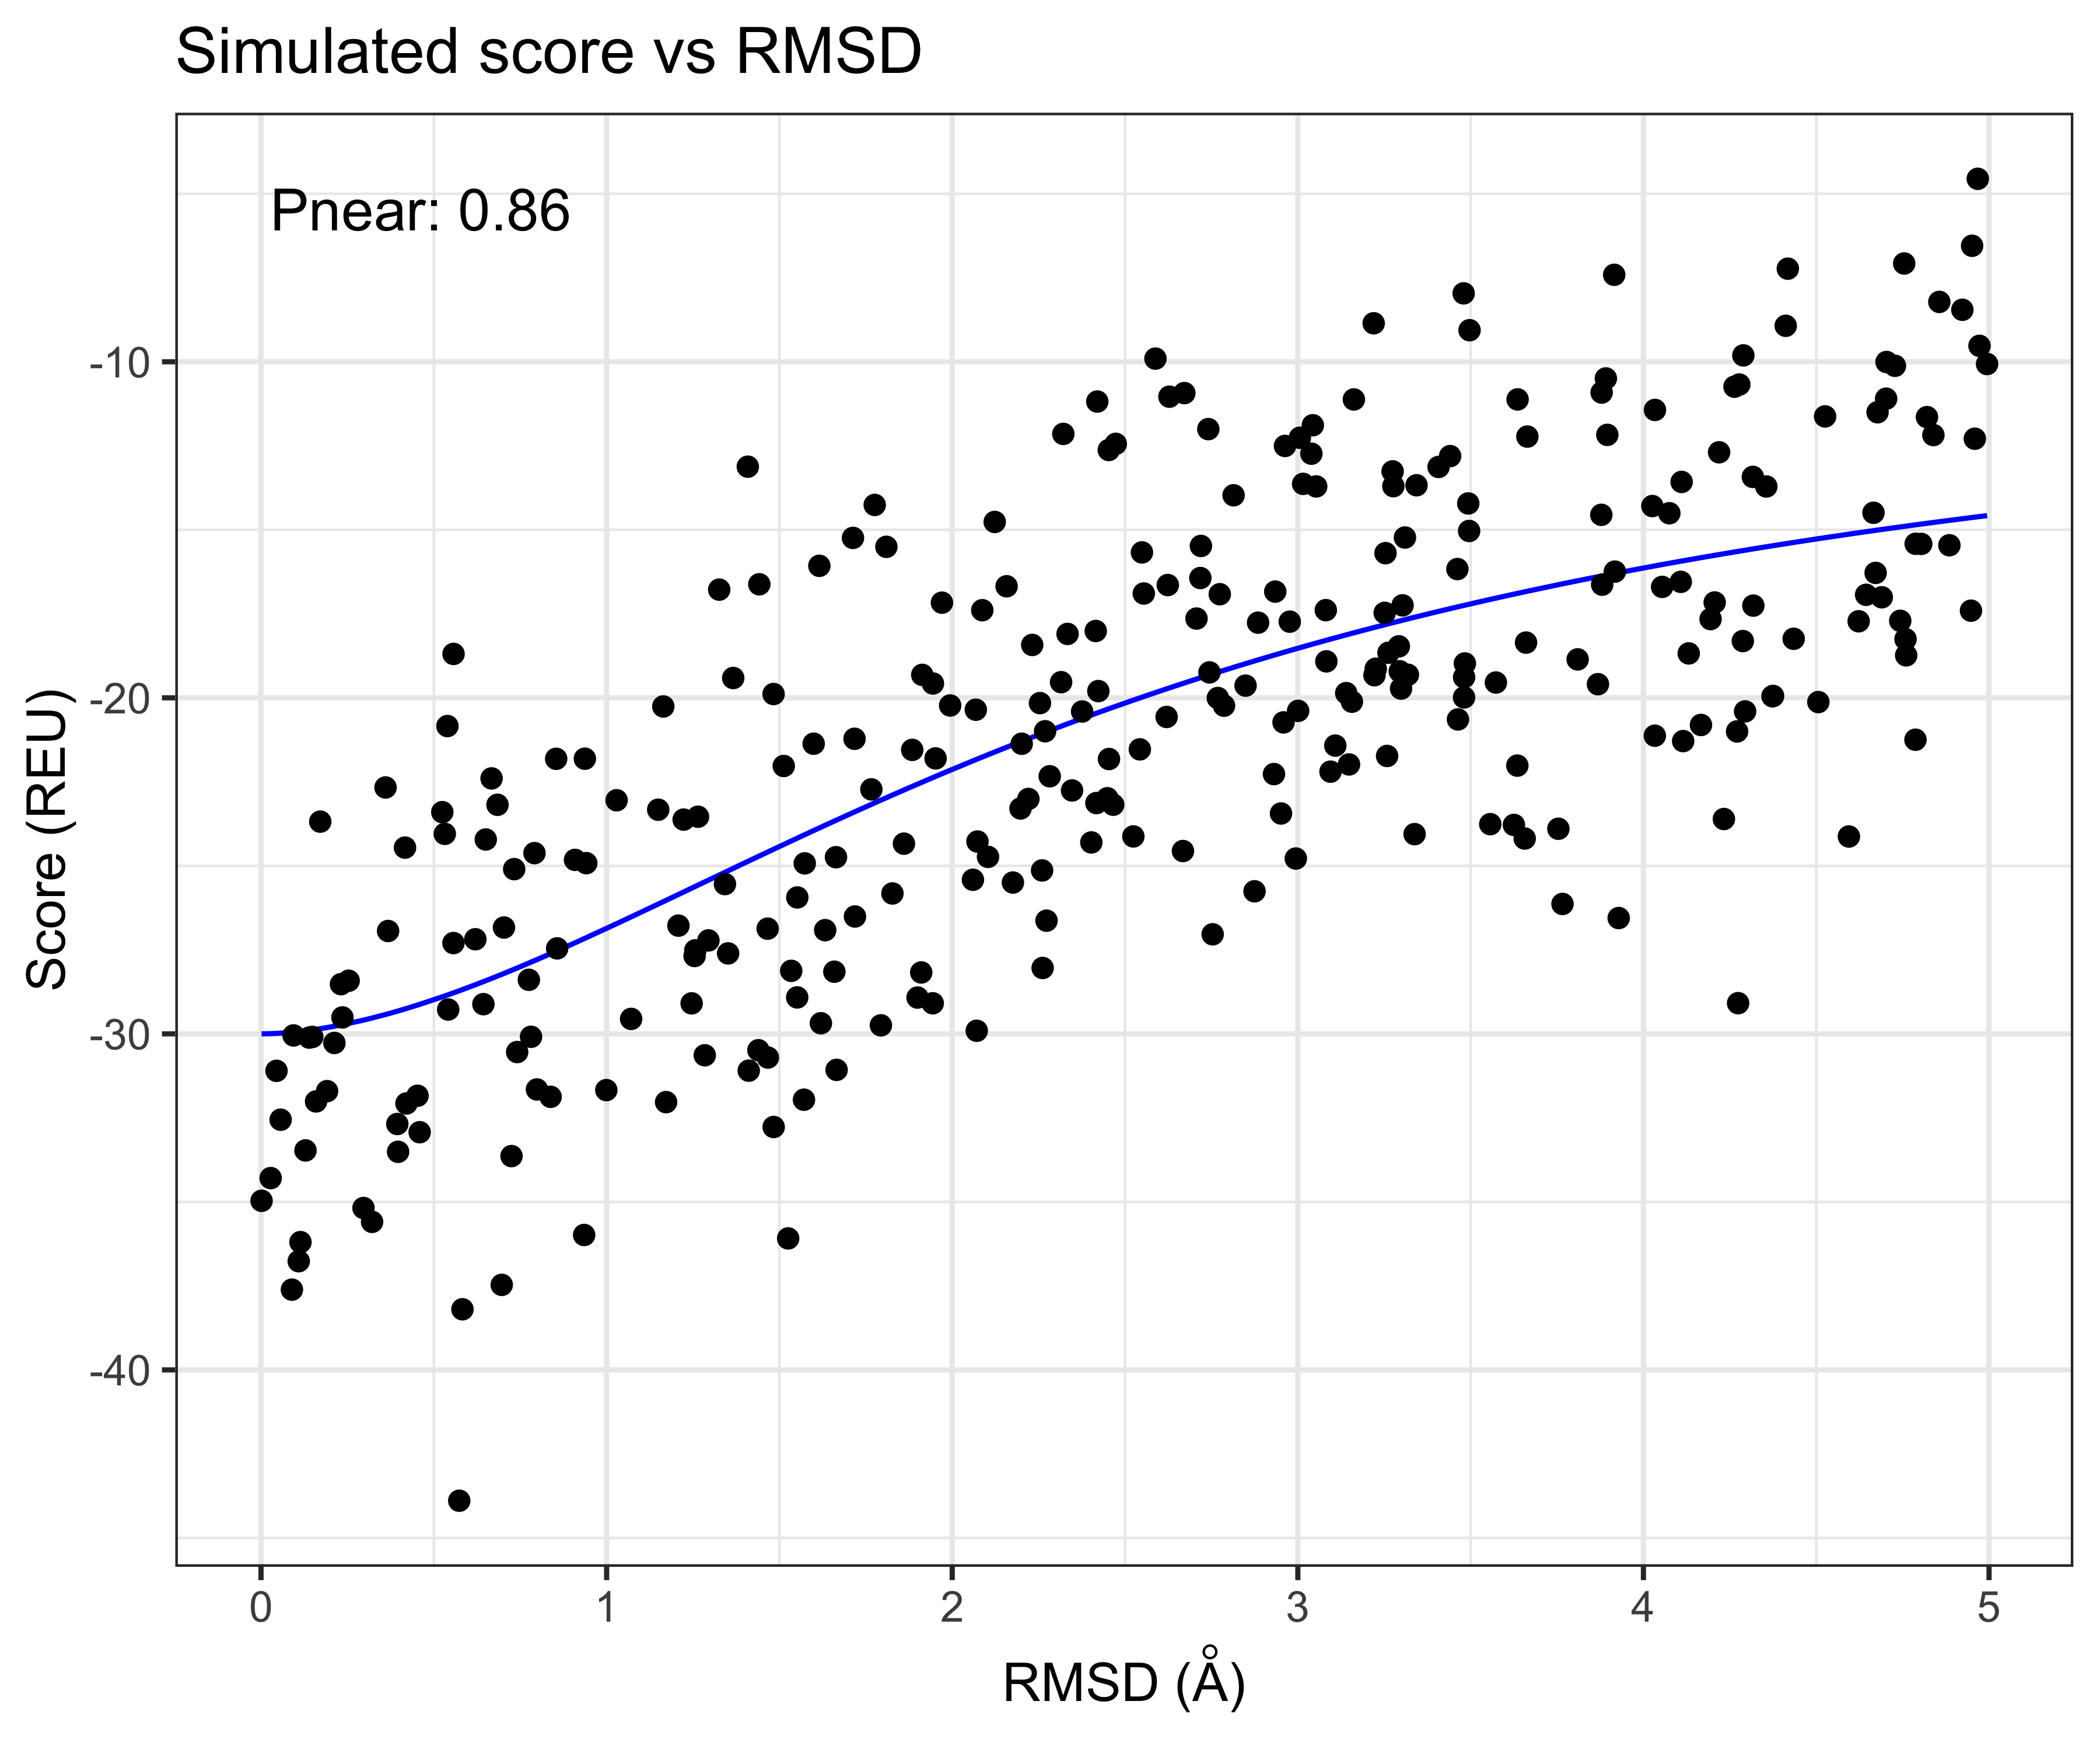 Simulated score vs RMSD
Pnear: 0.86
Score (REU)
-10
-20
-30
-40
0 1 2 3 4 5
RMSD (Å)